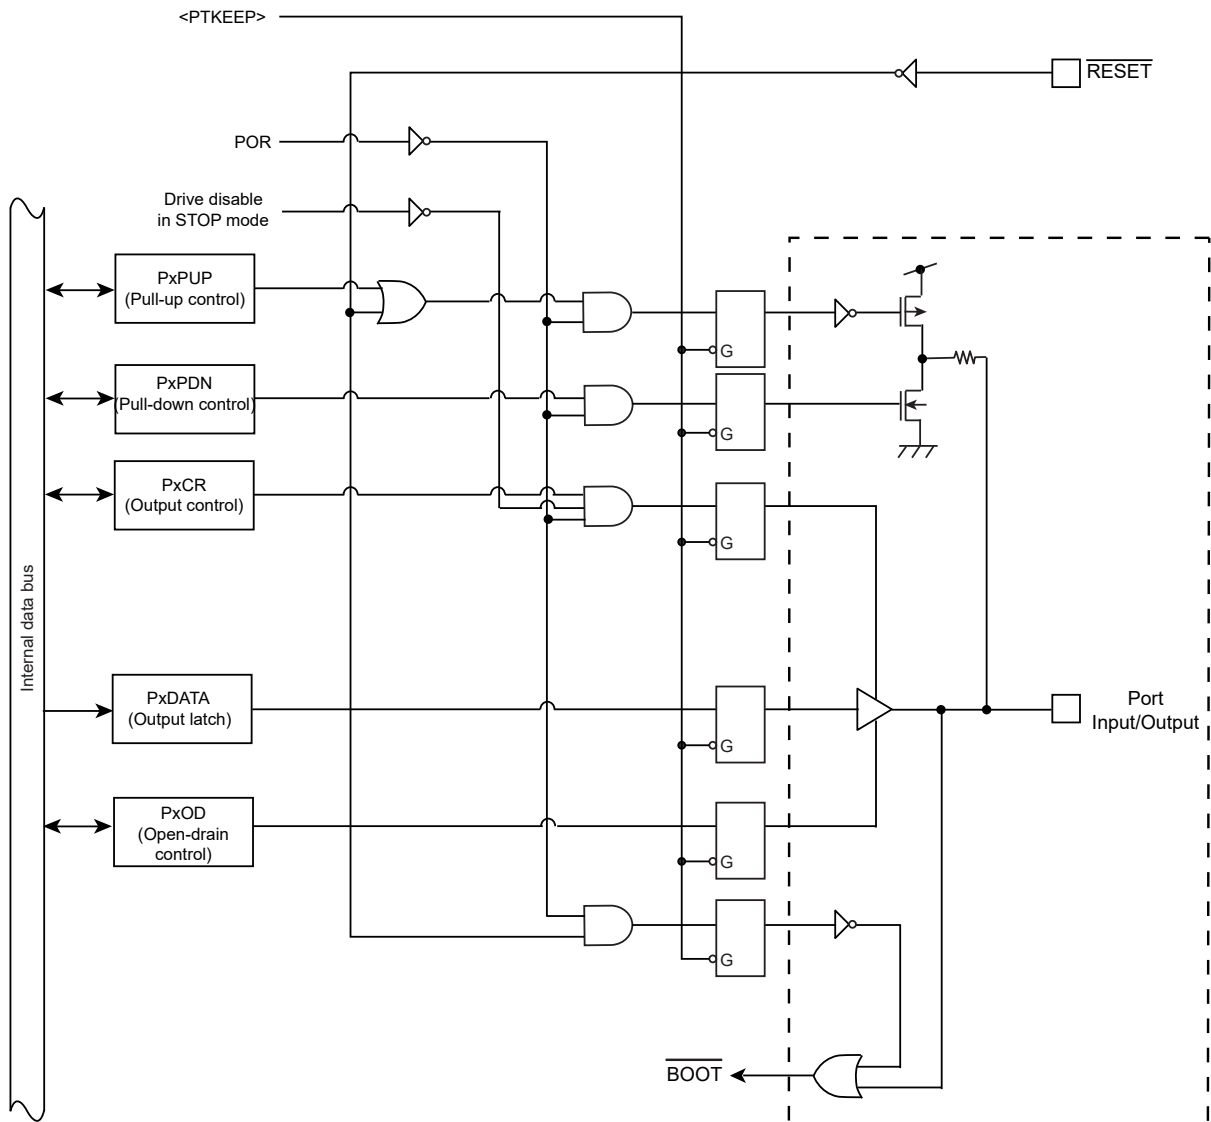 <PTKEEP>
RESET
POR
Drive disable
in STOP mode
PxPUP
(Pull-up control)
G
PxPDN
(Pull-down control)
G
PxCR
(Output control)
G
Internal data bus
PxDATA
(Output latch)
G
Port
Input/Output
PxOD
(Open-drain
control)
G
G
BOOT